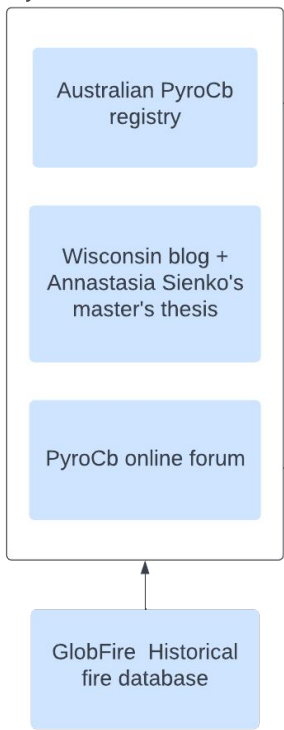 Australian PyroCb
registry
Wisconsin blog +
Annastasia Sienko's
master's thesis
PyroCb online forum
GlobFire Historical
fire database